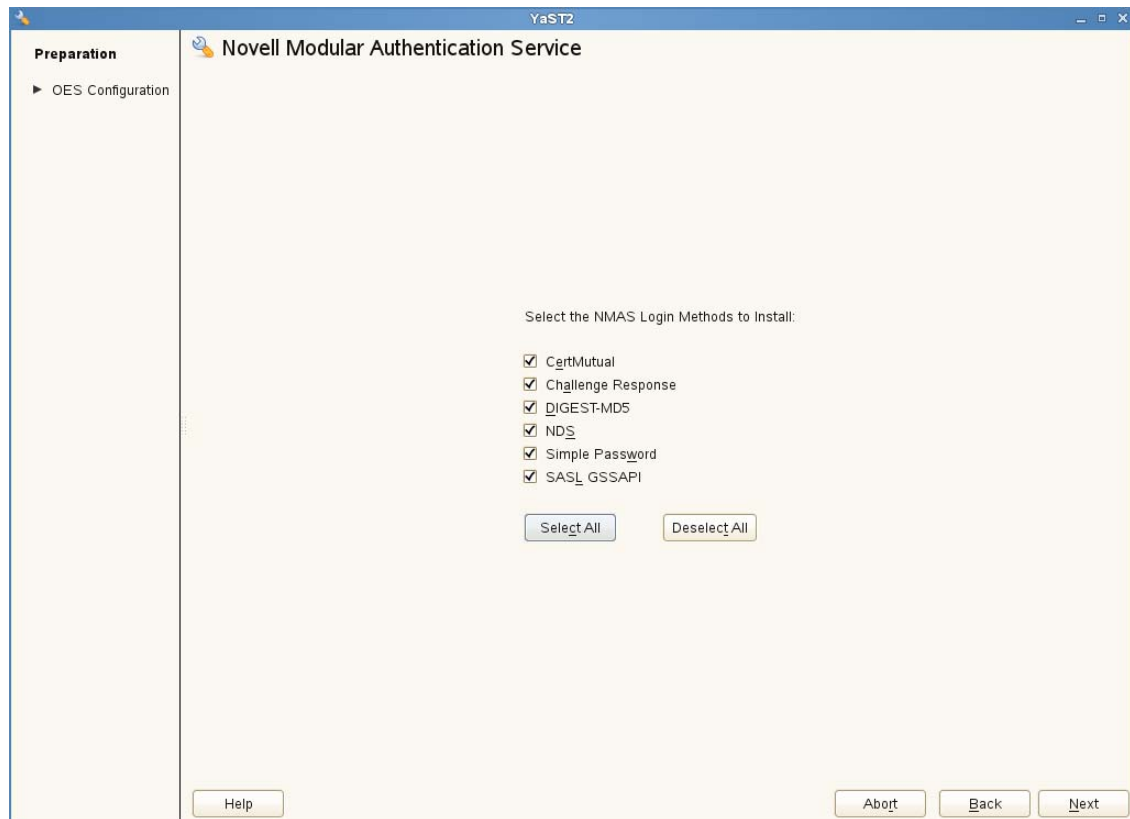 YaST2
Preparation
OES Configuration
Novell Modular Authentication Service
Select the NMAS Login Methods to Install:
CertMutual
Challenge Response
DIGEST-MD5
NDS
Simple Password
SASL GSSAPI
Select All Deselect All
Help Abort Back Next